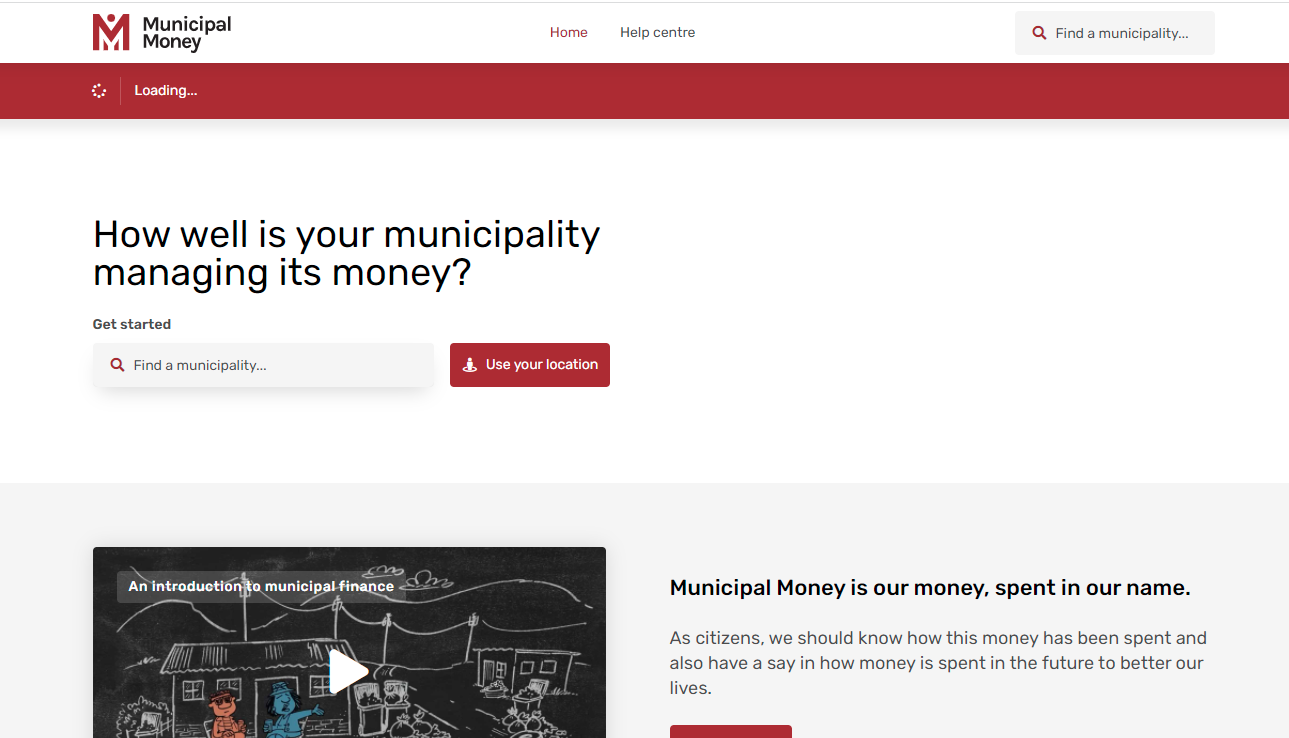 Municipal
Money
Home
Help centre
Find a municipality...
Loading...
How well is your municipality
managing its money?
Get started
Find a municipality...
Use your location
An introduction to municipal finance
Municipal Money is our money, spent in our name.
As citizens, we should know how this money has been spent and
also have a say in how money is spent in the future to better our
lives.